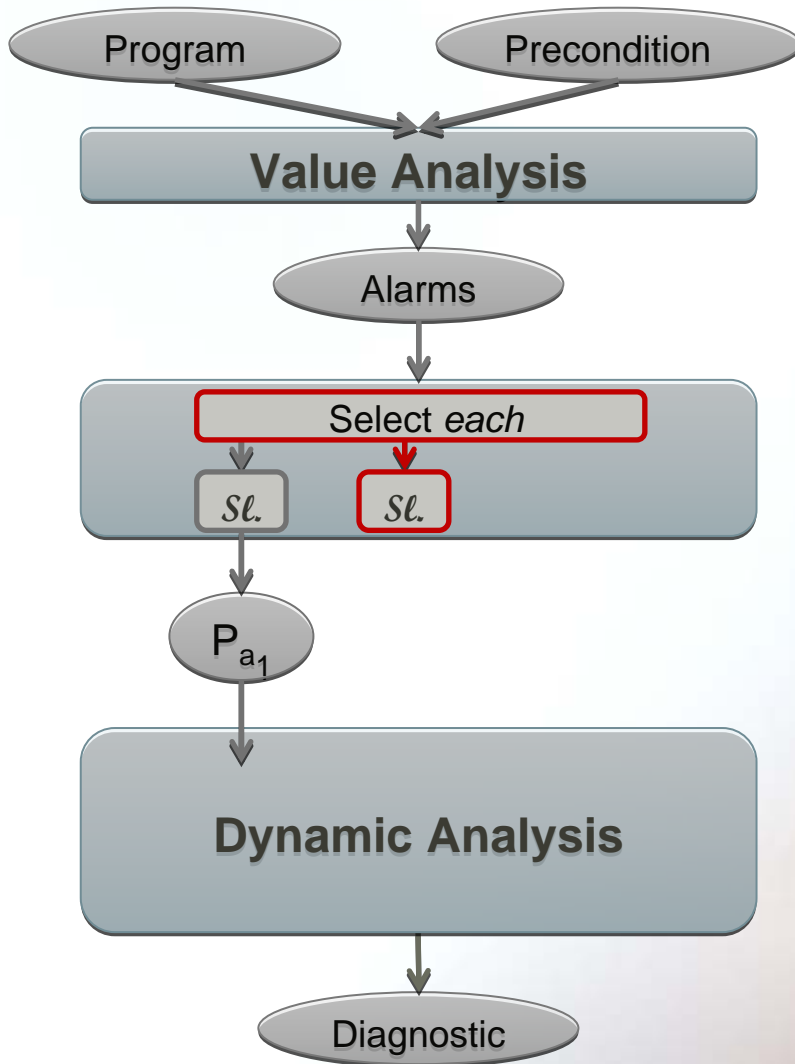 Program
Precondition
Value Analysis
Alarms
Select each
Sl.
Sl.
Pa1
Dynamic Analysis
Diagnostic